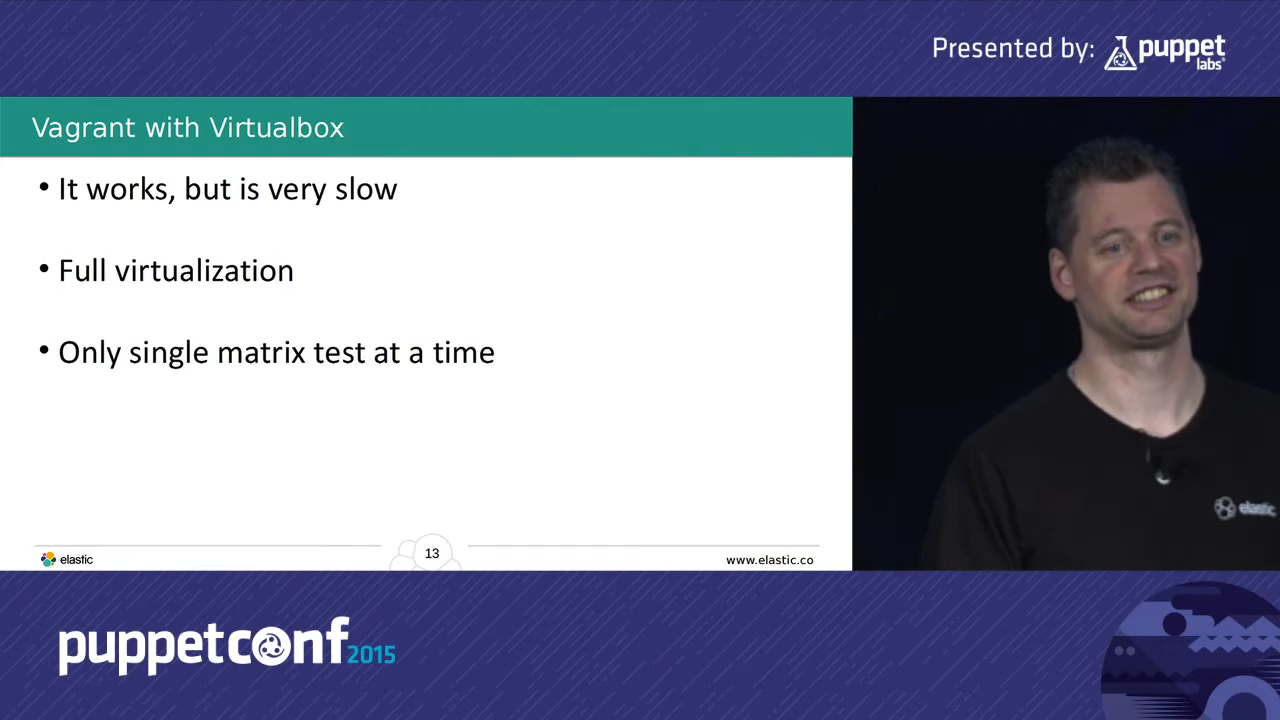 Presented by: puppet labs
Vagrant with Virtualbox
• It works, but is very slow
• Full virtualization
• Only single matrix test at a time
13
elastic
www.elastic.co
elastic
puppetconf 2015